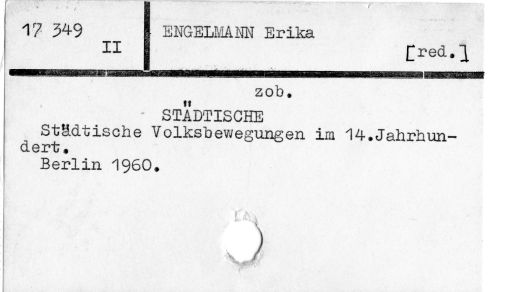 17 349
II
ENGELMANN Erika
[red.]
zob.
STÄDTISCHE
Städtische Volksbewegungen im 14.Jahrhun-
dert.
Berlin 1960.